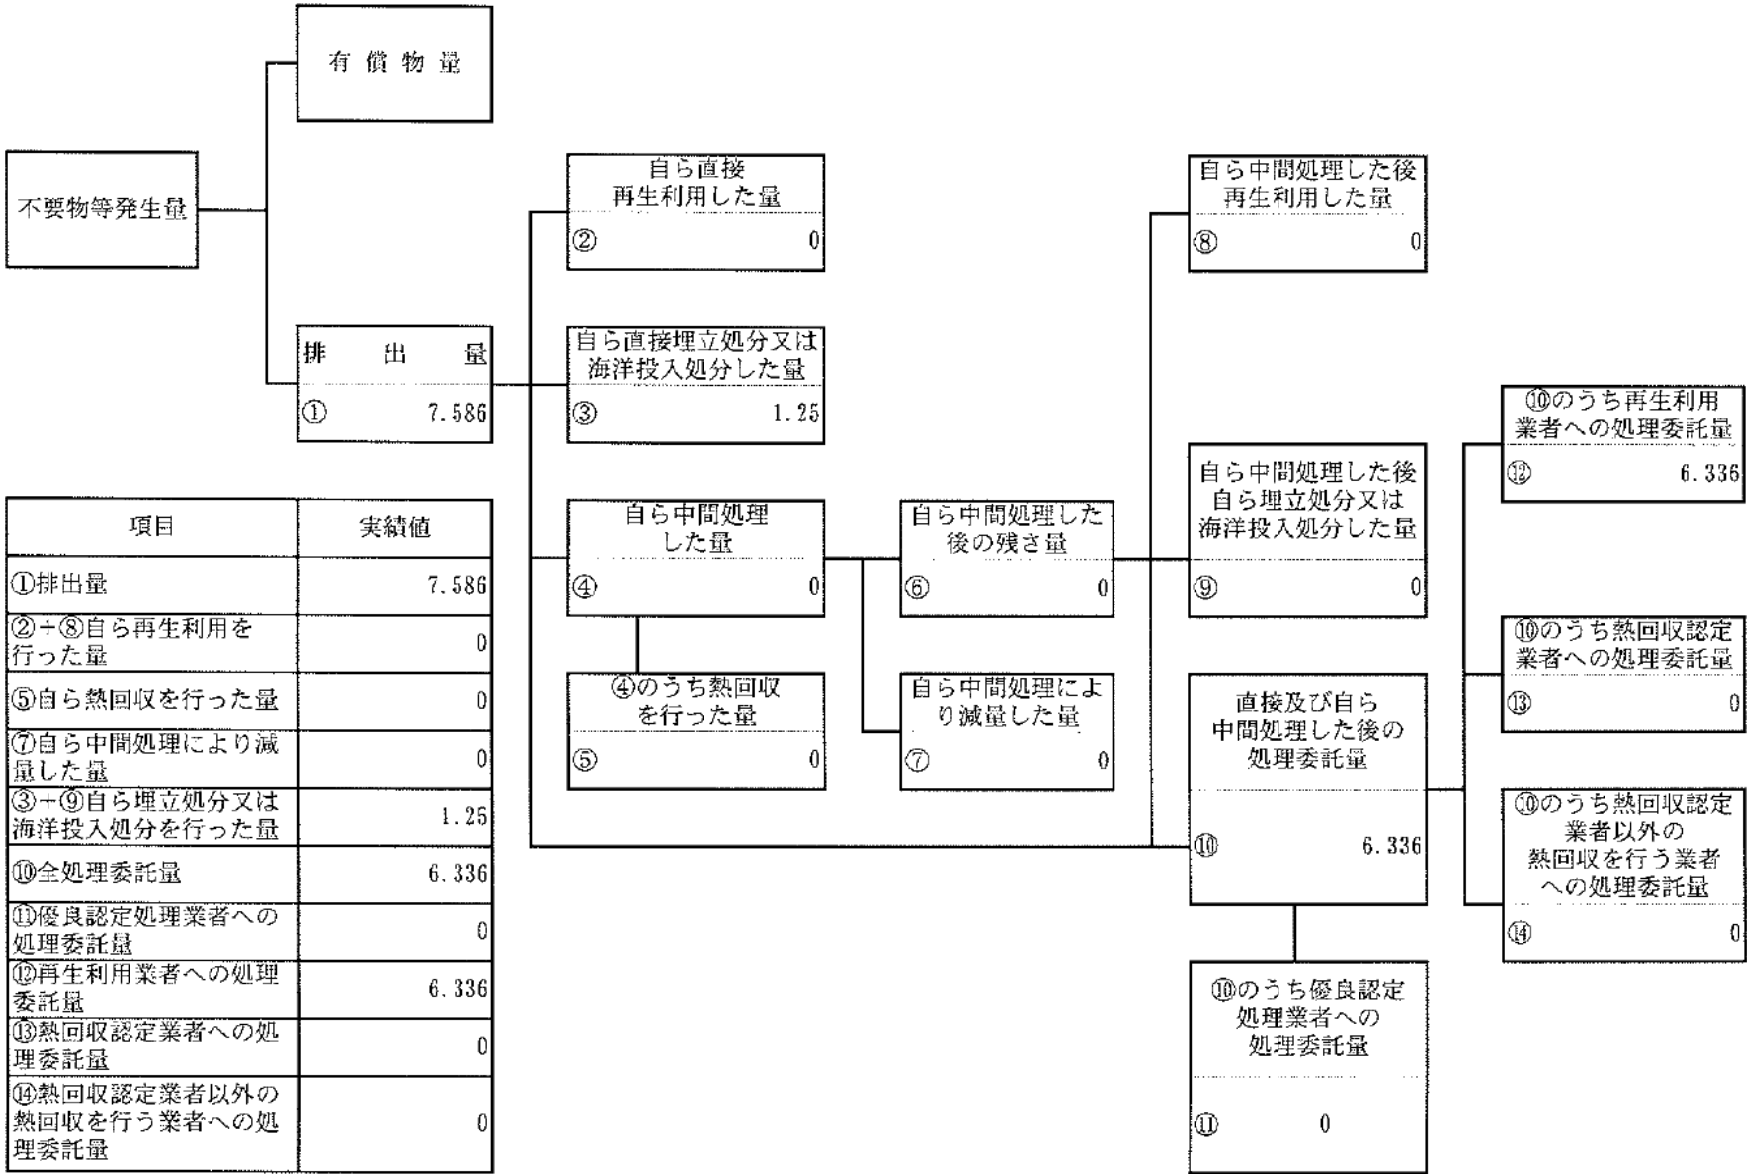 有償物量
不要物等発生量
排出量
① 7.586
自ら直接
再生利用した量
② 0
自ら直接埋立処分又は
海洋投入処分した量
③ 1.25
自ら中間処理
した量
④ 0
④のうち熱回収
を行った量
⑤ 0
自ら中間処理した
後の残さ量
⑥ 0
自ら中間処理によ
り減量した量
⑦ 0
自ら中間処理した後
再生利用した量
⑧ 0
自ら中間処理した後
自ら埋立処分又は
海洋投入処分した量
⑨ 0
直接及び自ら
中間処理した後の
処理委託量
⑩ 6.336
⑩のうち優良認定
処理業者への
処理委託量
⑪ 0
⑩のうち再生利用
業者への処理委託量
⑫ 6.336
⑩のうち熱回収認定
業者への処理委託量
⑬ 0
⑩のうち熱回収認定
業者以外の
熱回収を行う業者
への処理委託量
⑭ 0
項目 実績値
①排出量 7.586
②+⑧自ら再生利用を
行った量 0
⑤自ら熱回収を行った量 0
⑦自ら中間処理により減
量した量 0
③+⑨自ら埋立処分又は
海洋投入処分を行った量 1.25
⑩全処理委託量 6.336
⑪優良認定処理業者への
処理委託量 0
⑫再生利用業者への処理
委託量 6.336
⑬熱回収認定業者への処
理委託量 0
⑭熱回収認定業者以外の
熱回収を行う業者への処
理委託量 0